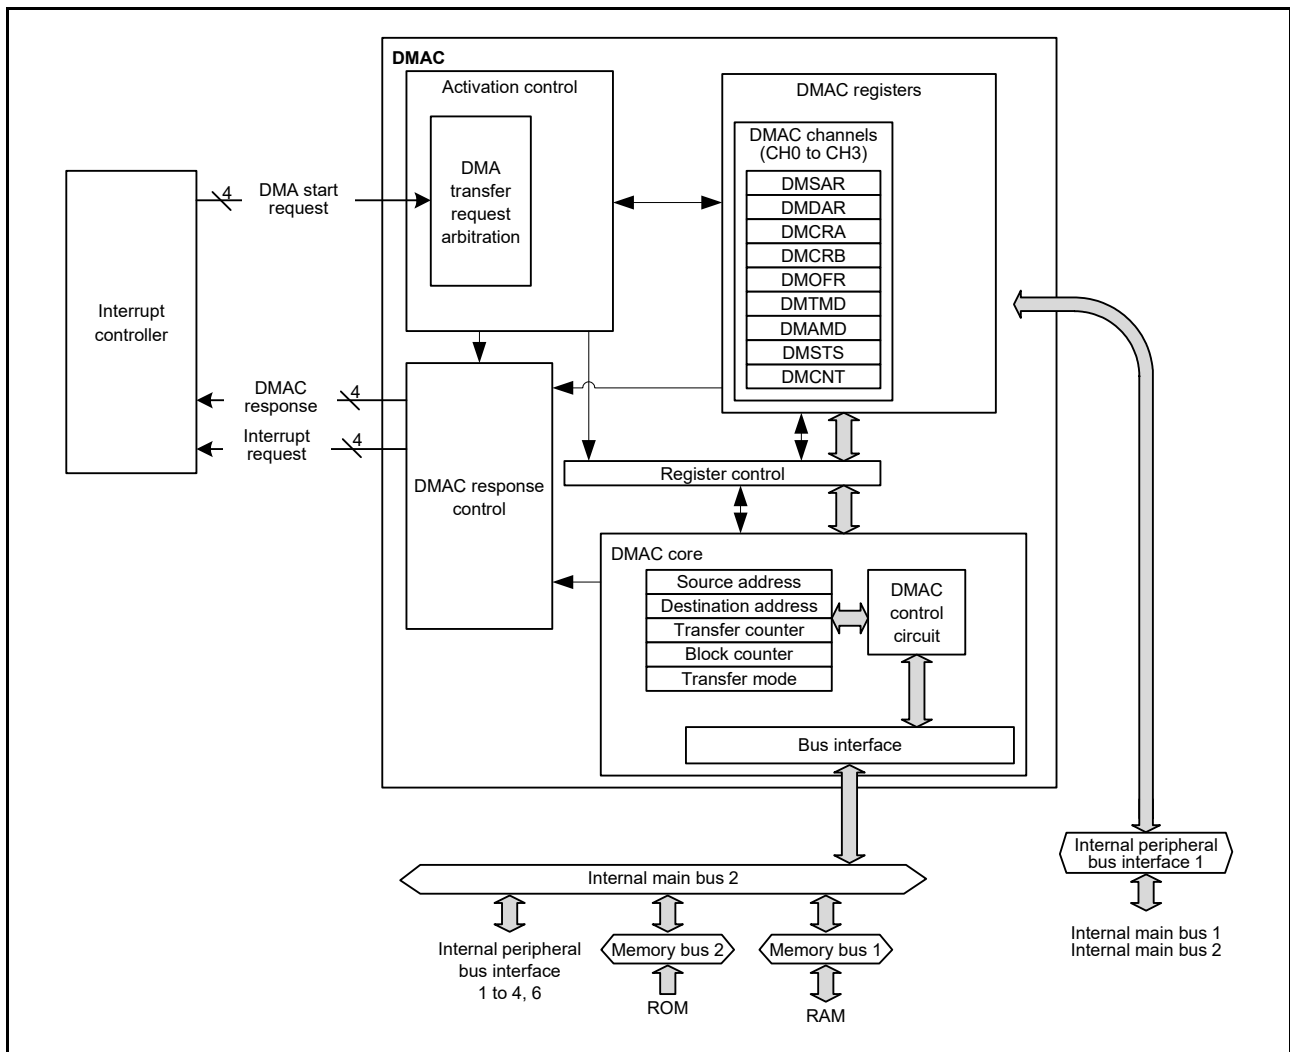 DMAC
Activation control
DMA
transfer
request
arbitration
DMAC registers
DMAC channels
(CH0 to CH3)
DMSAR
DMDAR
DMCRA
DMCRB
DMOFR
DMTMD
DMAMD
DMSTS
DMCNT
Interrupt
controller
4
DMA start
request
DMAC
response
4
Interrupt
request
4
DMAC response
control
Register control
DMAC core
Source address
Destination address
Transfer counter
Block counter
Transfer mode
DMAC
control
circuit
Bus interface
Internal main bus 2
Internal peripheral
bus interface
1 to 4, 6
Memory bus 2
ROM
Memory bus 1
RAM
Internal peripheral
bus interface 1
Internal main bus 1
Internal main bus 2